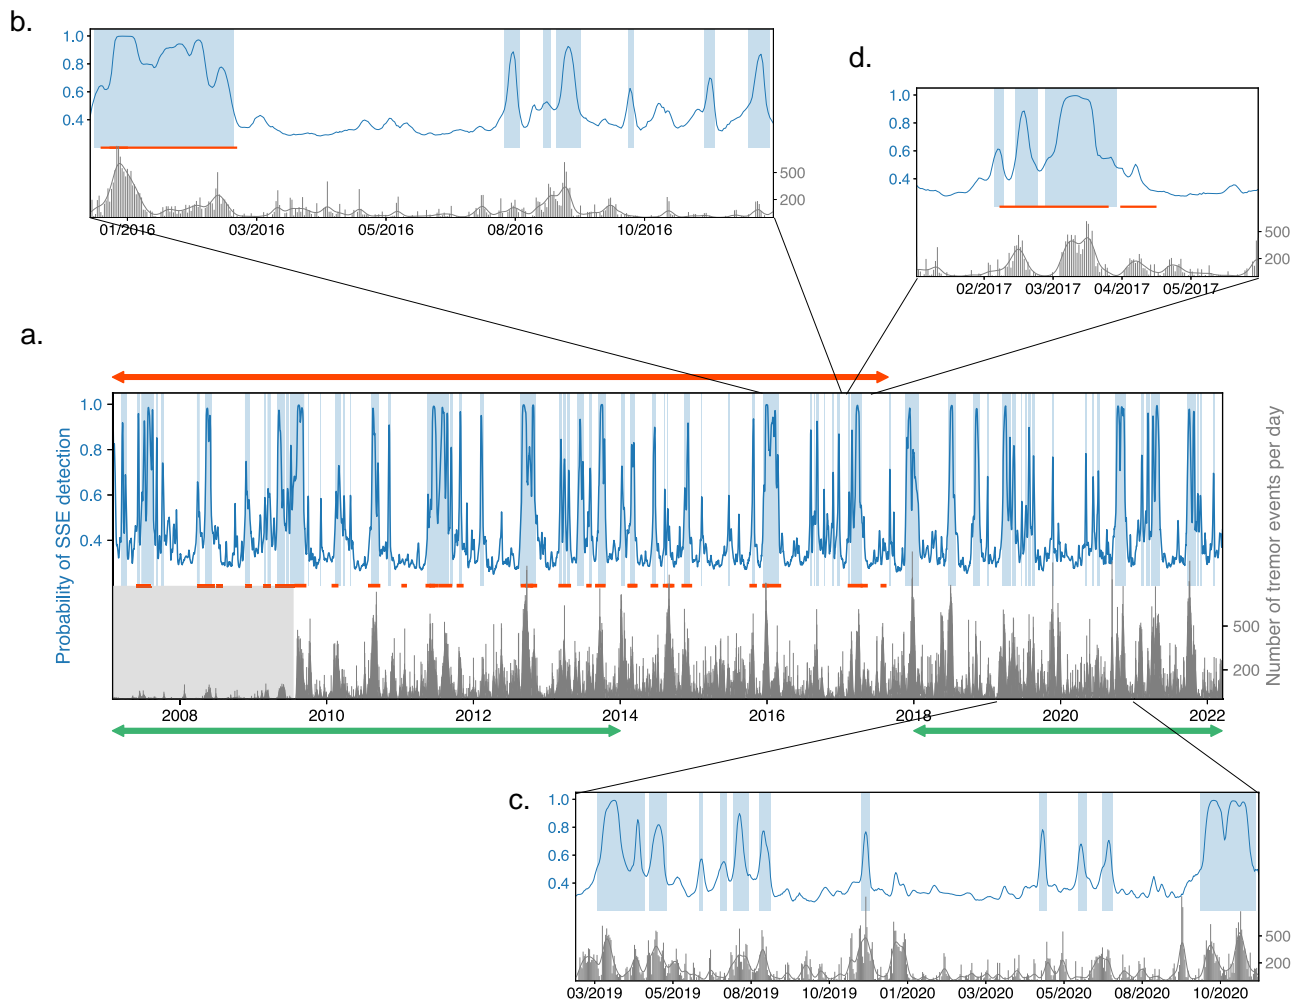 b.
1.0
0.8
0.6
0.4
500
200
01/2016 03/2016 05/2016 08/2016 10/2016
d.
1.0
0.8
0.6
0.4
500
200
02/2017 03/2017 04/2017 05/2017
a.
Probability of SSE detection
1.0
0.8
0.6
0.4
Number of tremor events per day
500
200
2008 2010 2012 2014 2016 2018 2020 2022
c.
1.0
0.8
0.6
0.4
500
200
03/2019 05/2019 08/2019 10/2019 01/2020 03/2020 05/2020 08/2020 10/2020